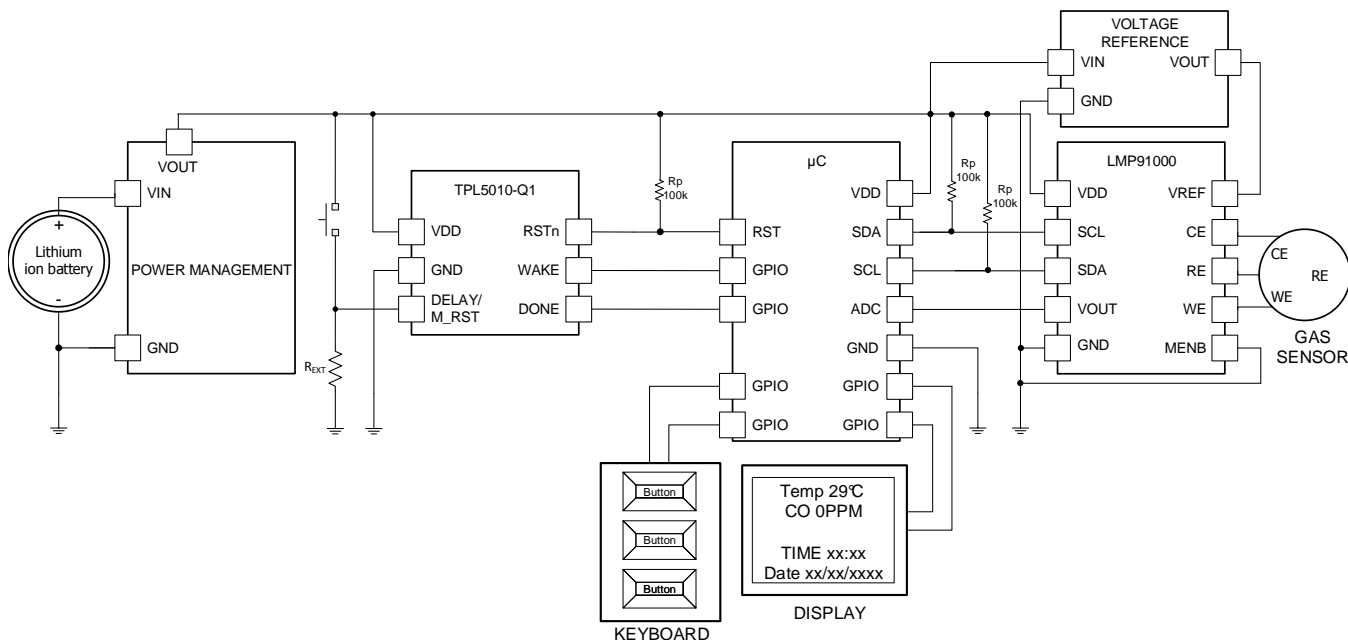 VOLTAGE
REFERENCE
VIN
VOUT
GND
VOUT
VIN
POWER MANAGEMENT
GND
+
Lithium
ion battery
-
R_EXT
TPL5010-Q1
VDD
RSTn
GND
WAKE
DELAY/
M_RST
DONE
Rp
100k
µC
VDD
RST
SDA
GPIO
SCL
GPIO
ADC
GND
GPIO
GPIO
GPIO
GPIO
Rp
100k
Rp
100k
LMP91000
VDD
VREF
SCL
CE
SDA
RE
VOUT
WE
GND
MENB
CE
RE
WE
GAS
SENSOR
Button
Button
Button
KEYBOARD
Temp 29°C
CO 0PPM
TIME xx:xx
Date xx/xx/xxxx
DISPLAY